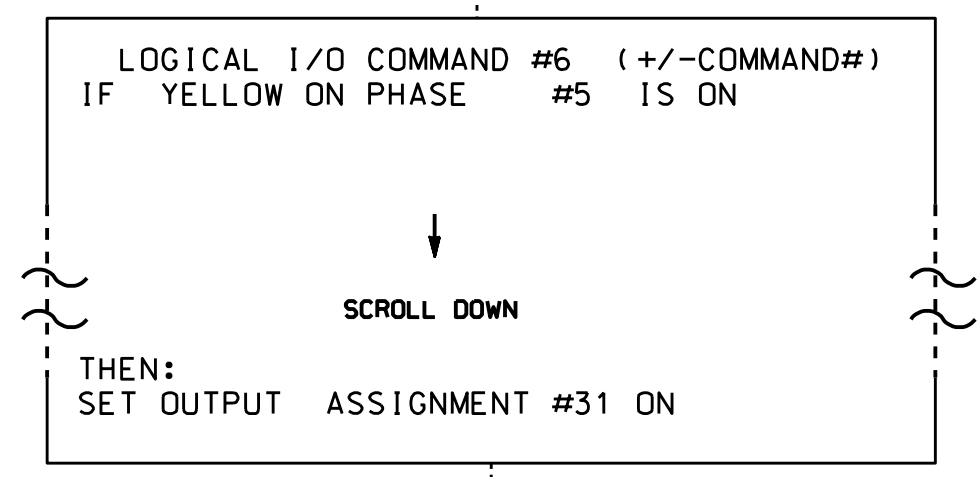 LOGICAL I/O COMMAND #6 (+/-COMMAND#)
IF YELLOW ON PHASE #5 IS ON
SCROLL DOWN
THEN:
SET OUTPUT ASSIGNMENT #31 ON